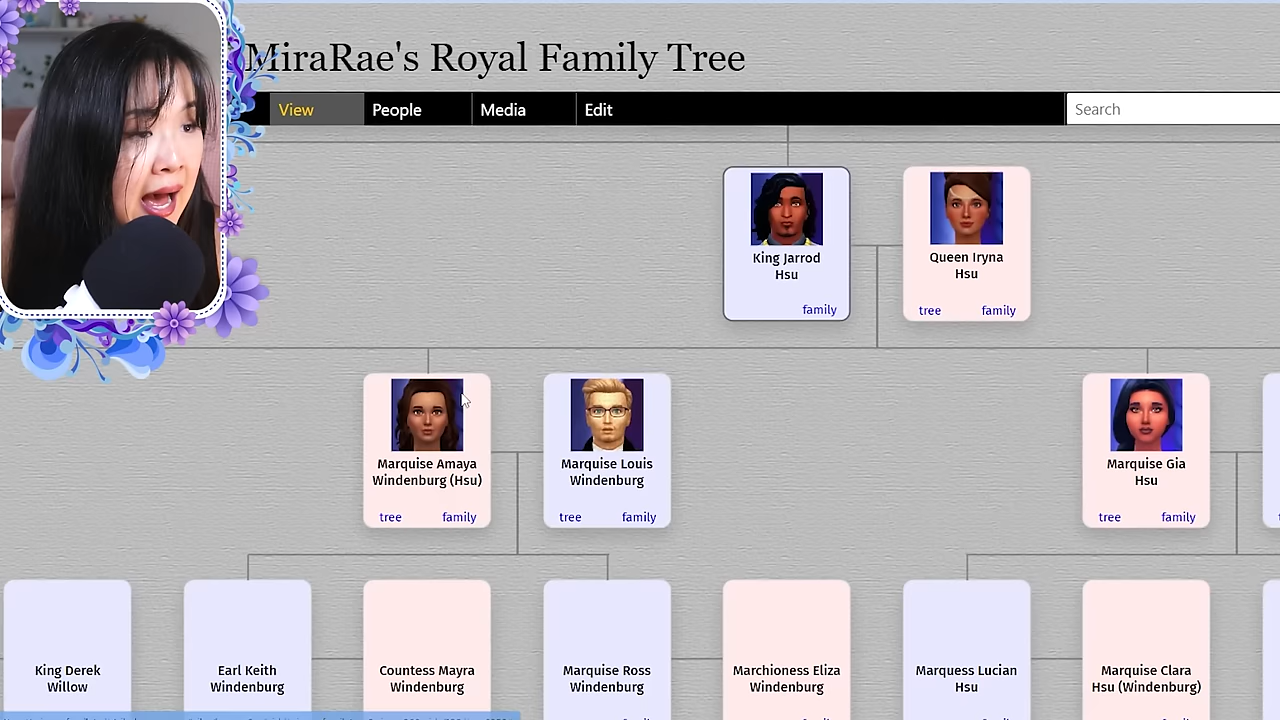 MiraRae's Royal Family Tree
View
People
Media
Edit
Search
King Jarrod
Hsu
family
Queen Iryna
Hsu
tree
family
Marquise Amaya
Windenburg (Hsu)
tree
family
Marquise Louis
Windenburg
tree
family
Marquise Gia
Hsu
tree
family
King Derek
Willow
Earl Keith
Windenburg
Countess Mayra
Windenburg
Marquise Ross
Windenburg
Marchioness Eliza
Windenburg
Marquess Lucian
Hsu
Marquise Clara
Hsu (Windenburg)